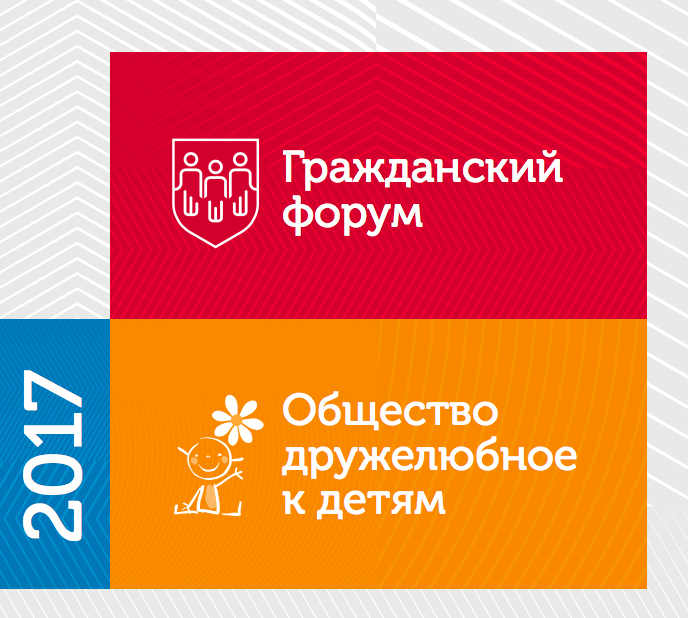 Гражданский
форум
2017
Общество
дружелюбное
к детям